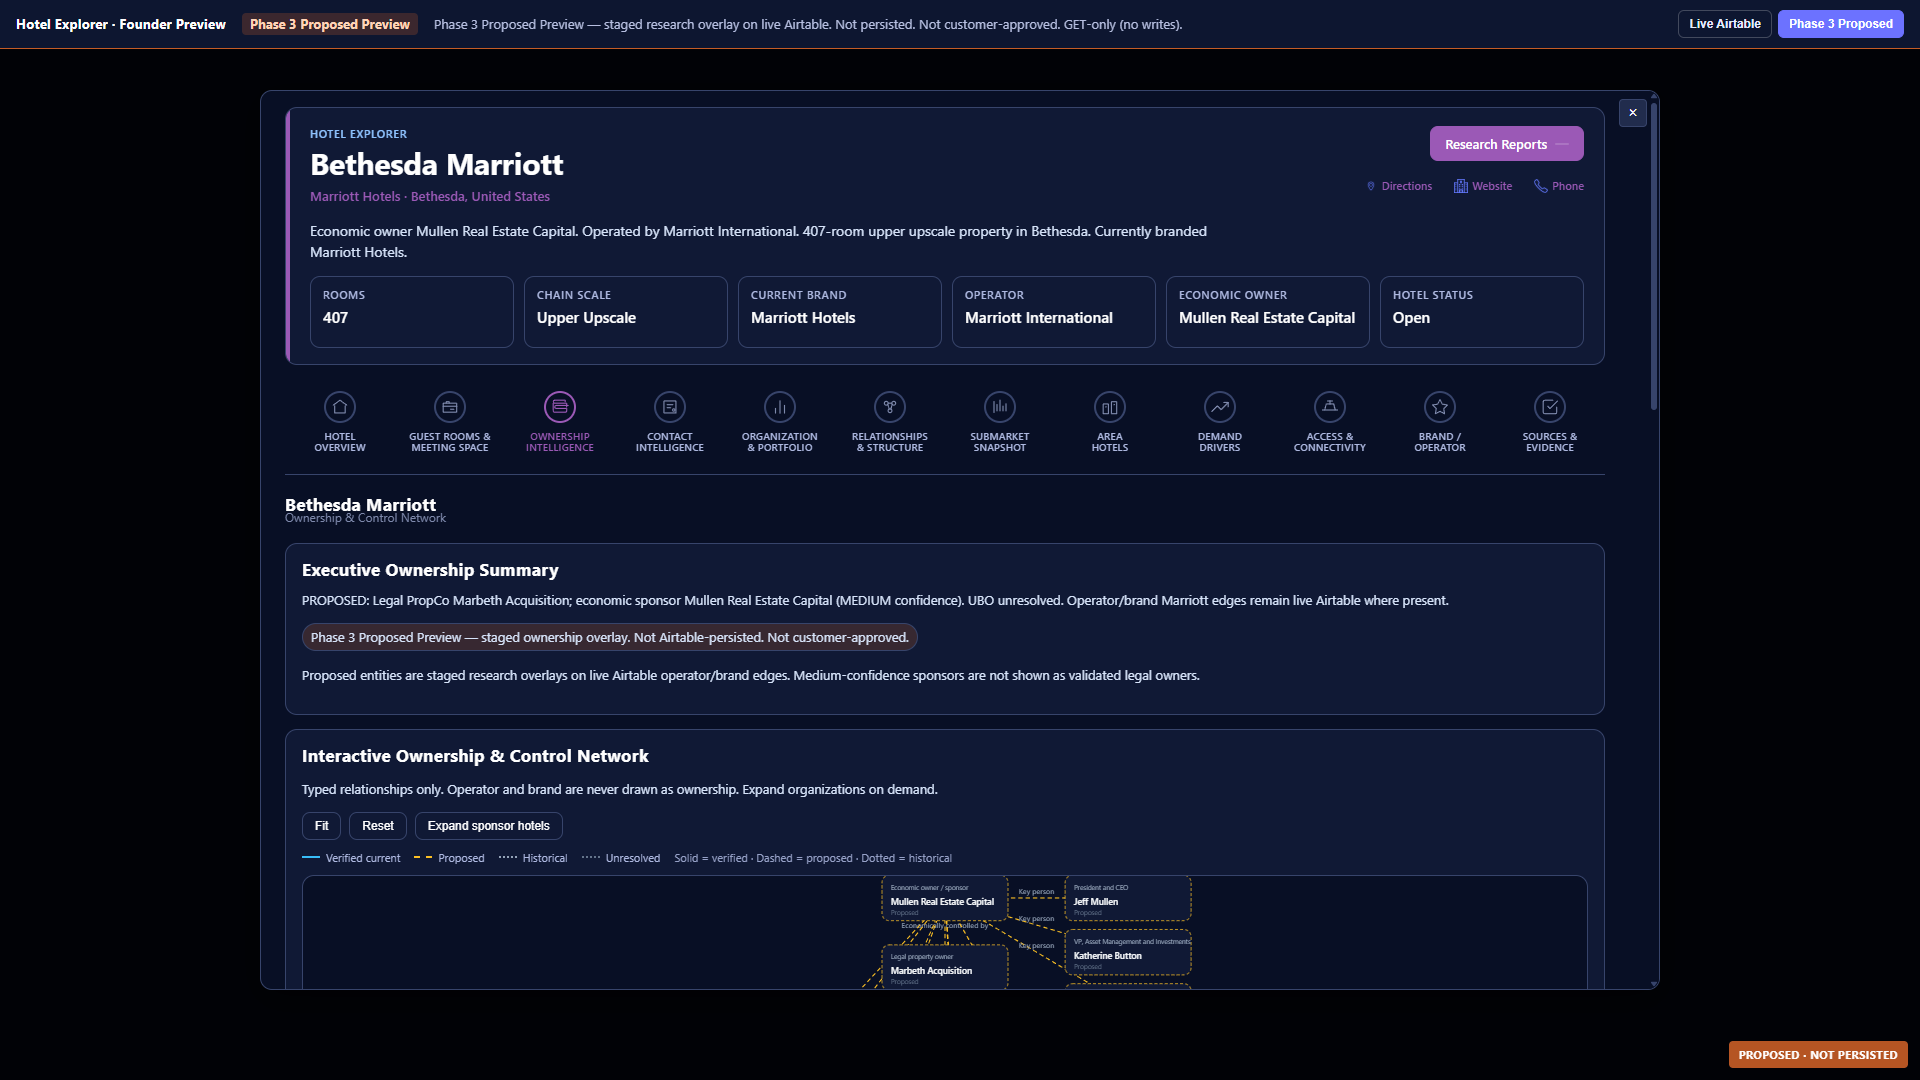 Hotel Explorer · Founder Preview
Phase 3 Proposed Preview
Phase 3 Proposed Preview — staged research overlay on live Airtable. Not persisted. Not customer-approved. GET-only (no writes).
Live Airtable
Phase 3 Proposed
×
HOTEL EXPLORER
Bethesda Marriott
Marriott Hotels · Bethesda, United States
Research Reports —
Directions
Website
Phone
Economic owner Mullen Real Estate Capital. Operated by Marriott International. 407-room upper upscale property in Bethesda. Currently branded
Marriott Hotels.
ROOMS
407
CHAIN SCALE
Upper Upscale
CURRENT BRAND
Marriott Hotels
OPERATOR
Marriott International
ECONOMIC OWNER
Mullen Real Estate Capital
HOTEL STATUS
Open
HOTEL
OVERVIEW
GUEST ROOMS &
MEETING SPACE
OWNERSHIP
INTELLIGENCE
CONTACT
INTELLIGENCE
ORGANIZATION
& PORTFOLIO
RELATIONSHIPS
& STRUCTURE
SUBMARKET
SNAPSHOT
AREA
HOTELS
DEMAND
DRIVERS
ACCESS &
CONNECTIVITY
BRAND /
OPERATOR
SOURCES &
EVIDENCE
Bethesda Marriott
Ownership & Control Network
Executive Ownership Summary
PROPOSED: Legal PropCo Marbeth Acquisition; economic sponsor Mullen Real Estate Capital (MEDIUM confidence). UBO unresolved. Operator/brand Marriott edges remain live Airtable where present.
Phase 3 Proposed Preview — staged ownership overlay. Not Airtable-persisted. Not customer-approved.
Proposed entities are staged research overlays on live Airtable operator/brand edges. Medium-confidence sponsors are not shown as validated legal owners.
Interactive Ownership & Control Network
Typed relationships only. Operator and brand are never drawn as ownership. Expand organizations on demand.
Fit
Reset
Expand sponsor hotels
Verified current
Proposed
Historical
Unresolved
Solid = verified · Dashed = proposed · Dotted = historical
Economic owner / sponsor
Mullen Real Estate Capital
Proposed
Key person
President and CEO
Jeff Mullen
Proposed
Key person
Economically controlled by
VP, Asset Management and Investments
Katherine Button
Proposed
Key person
Legal property owner
Marbeth Acquisition
Proposed
PROPOSED · NOT PERSISTED